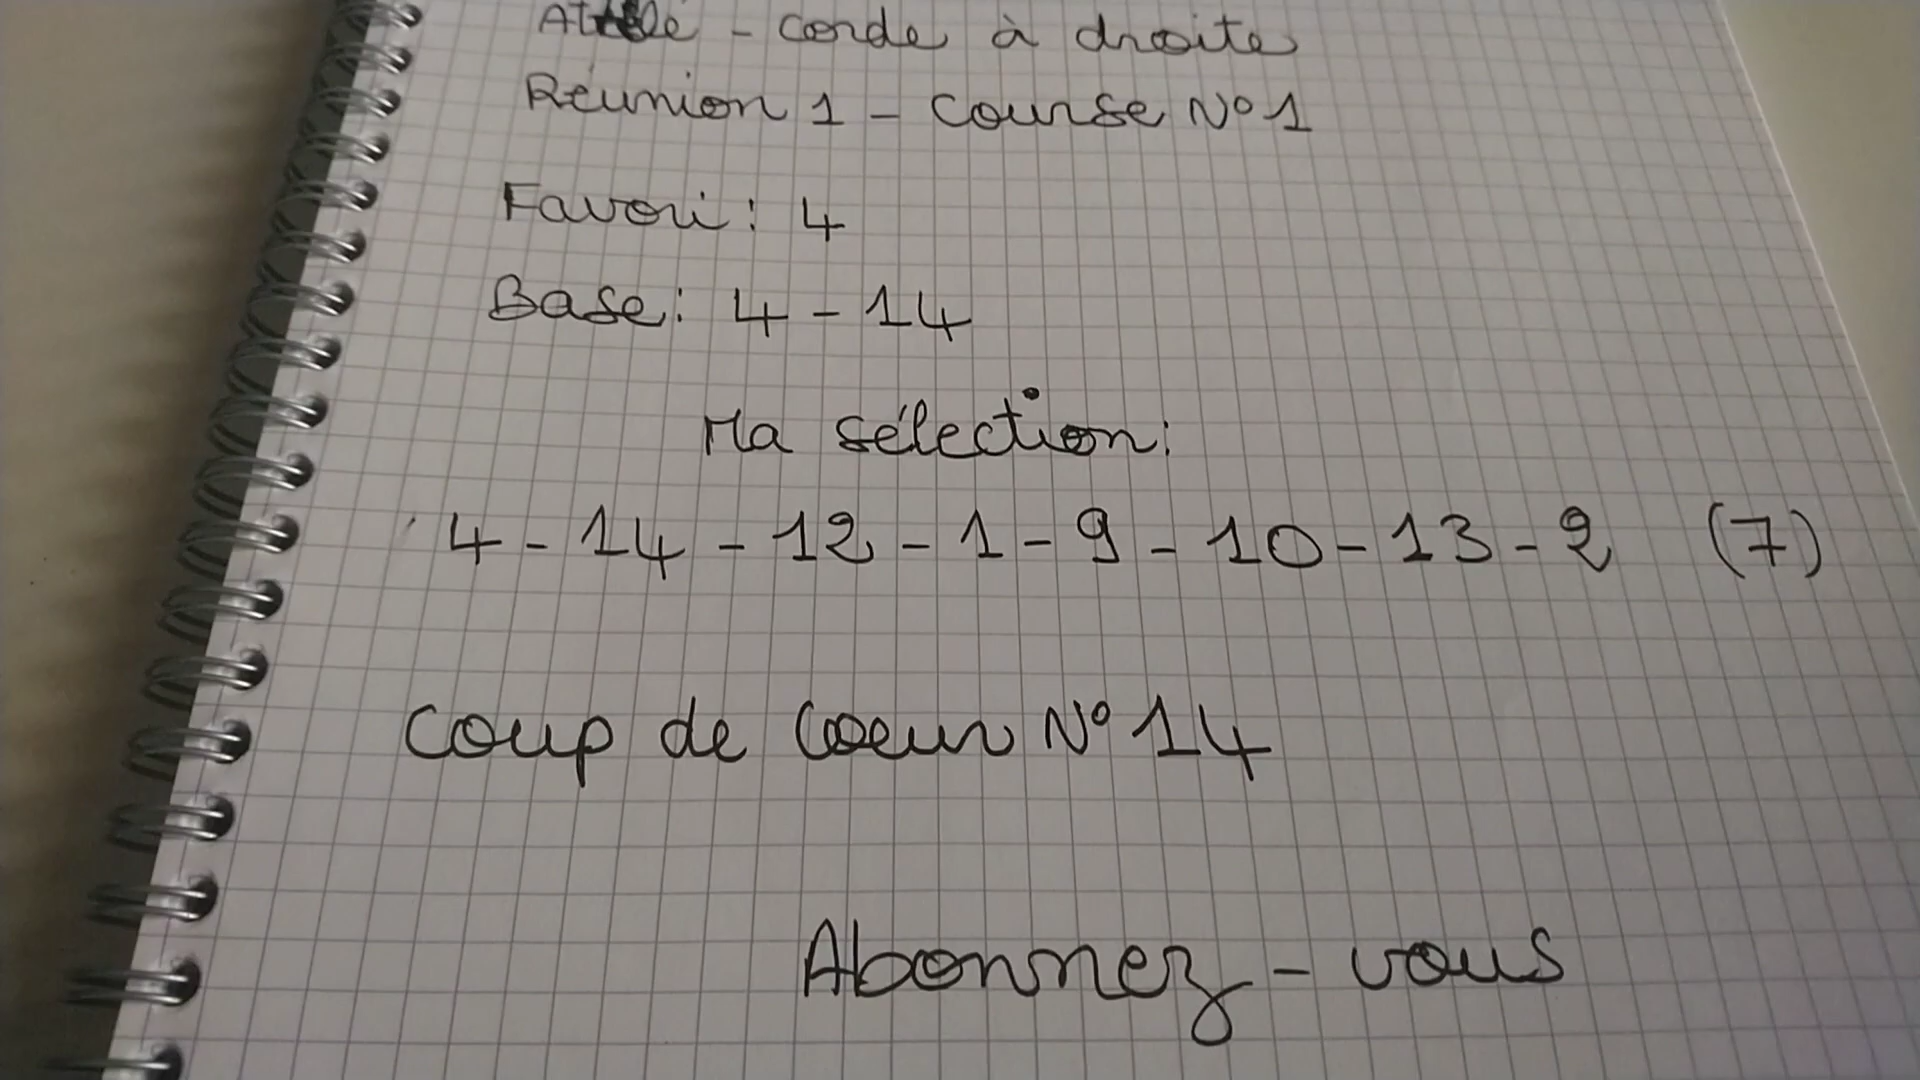 Attelé - corde à droite
Réunion 1 - course N° 1
Favori : 4
Base : 4 - 14
Ma sélection :
4 - 14 - 12 - 1 - 9 - 10 - 13 - 2 (7)
coup de coeur N° 14
Abonnez - vous